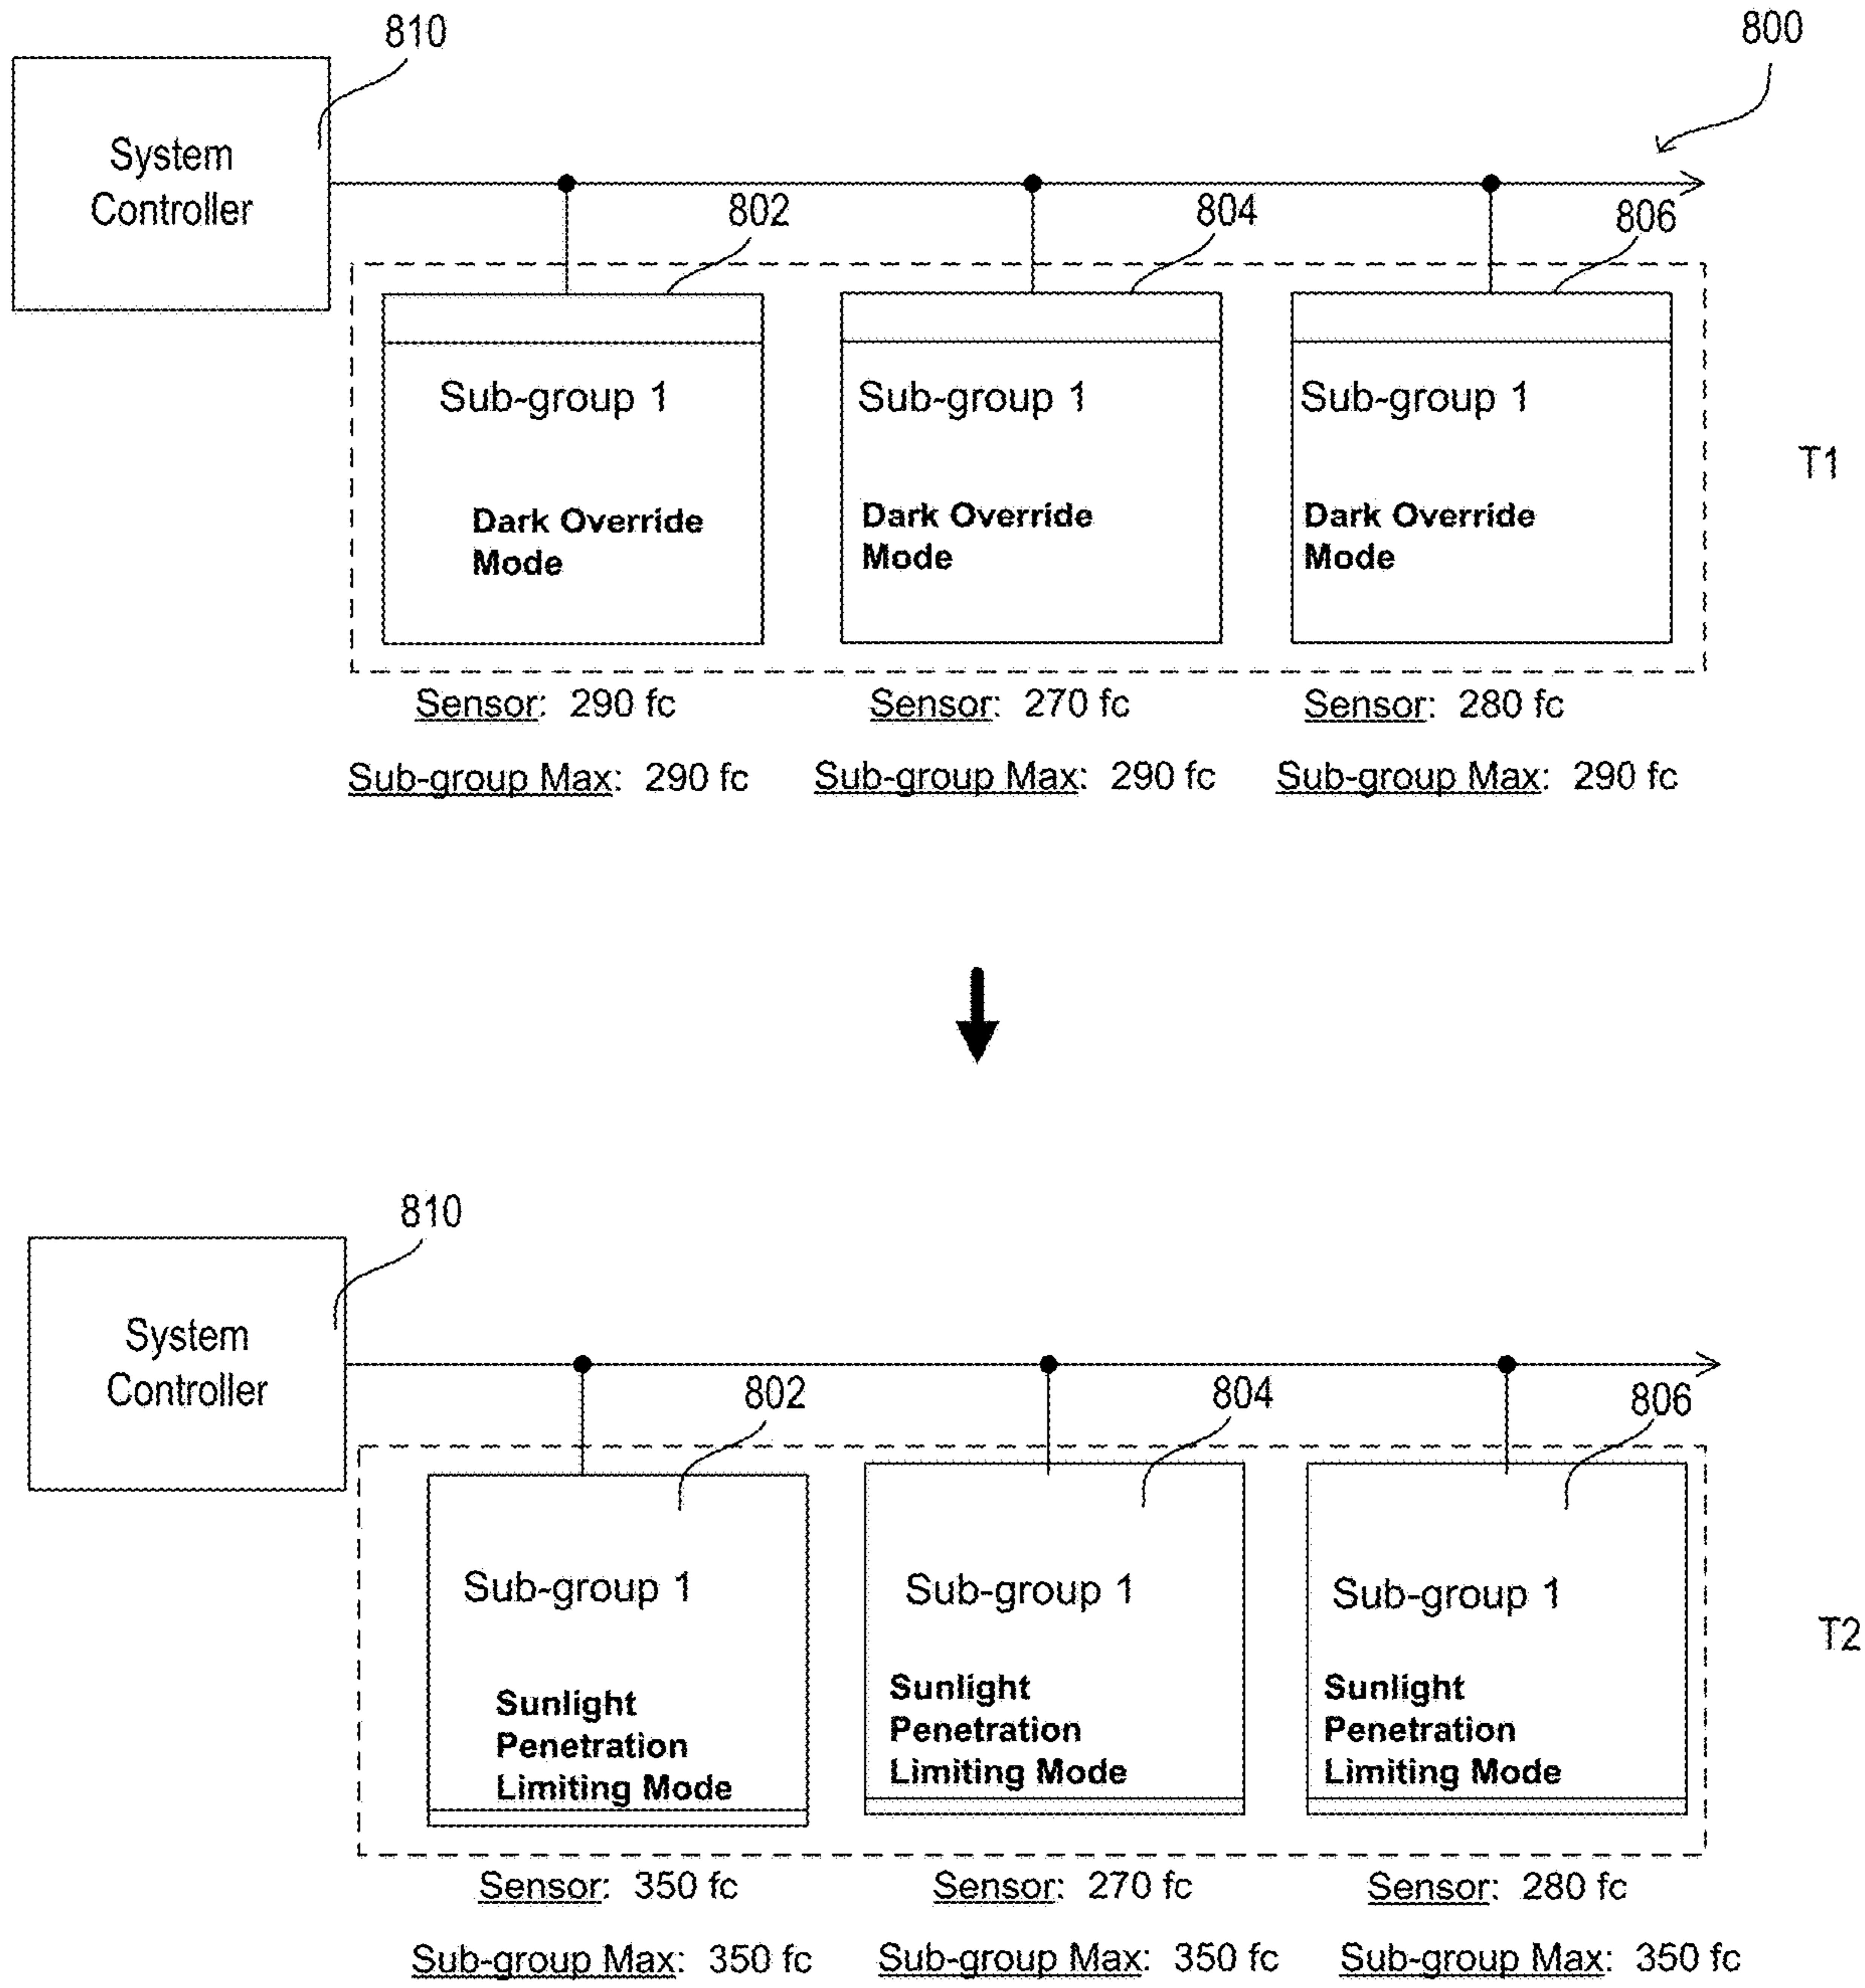 810
800
System
Controller
802
804
806
Sub-group 1
Sub-group 1
Sub-group 1
T1
Dark Override
Mode
Dark Override
Mode
Dark Override
Mode
Sensor: 290 fc
Sensor: 270 fc
Sensor: 280 fc
Sub-group Max: 290 fc
Sub-group Max: 290 fc
Sub-group Max: 290 fc
810
System
Controller
802
804
806
Sub-group 1
Sub-group 1
Sub-group 1
T2
Sunlight
Penetration
Limiting Mode
Sunlight
Penetration
Limiting Mode
Sunlight
Penetration
Limiting Mode
Sensor: 350 fc
Sensor: 270 fc
Sensor: 280 fc
Sub-group Max: 350 fc
Sub-group Max: 350 fc
Sub-group Max: 350 fc